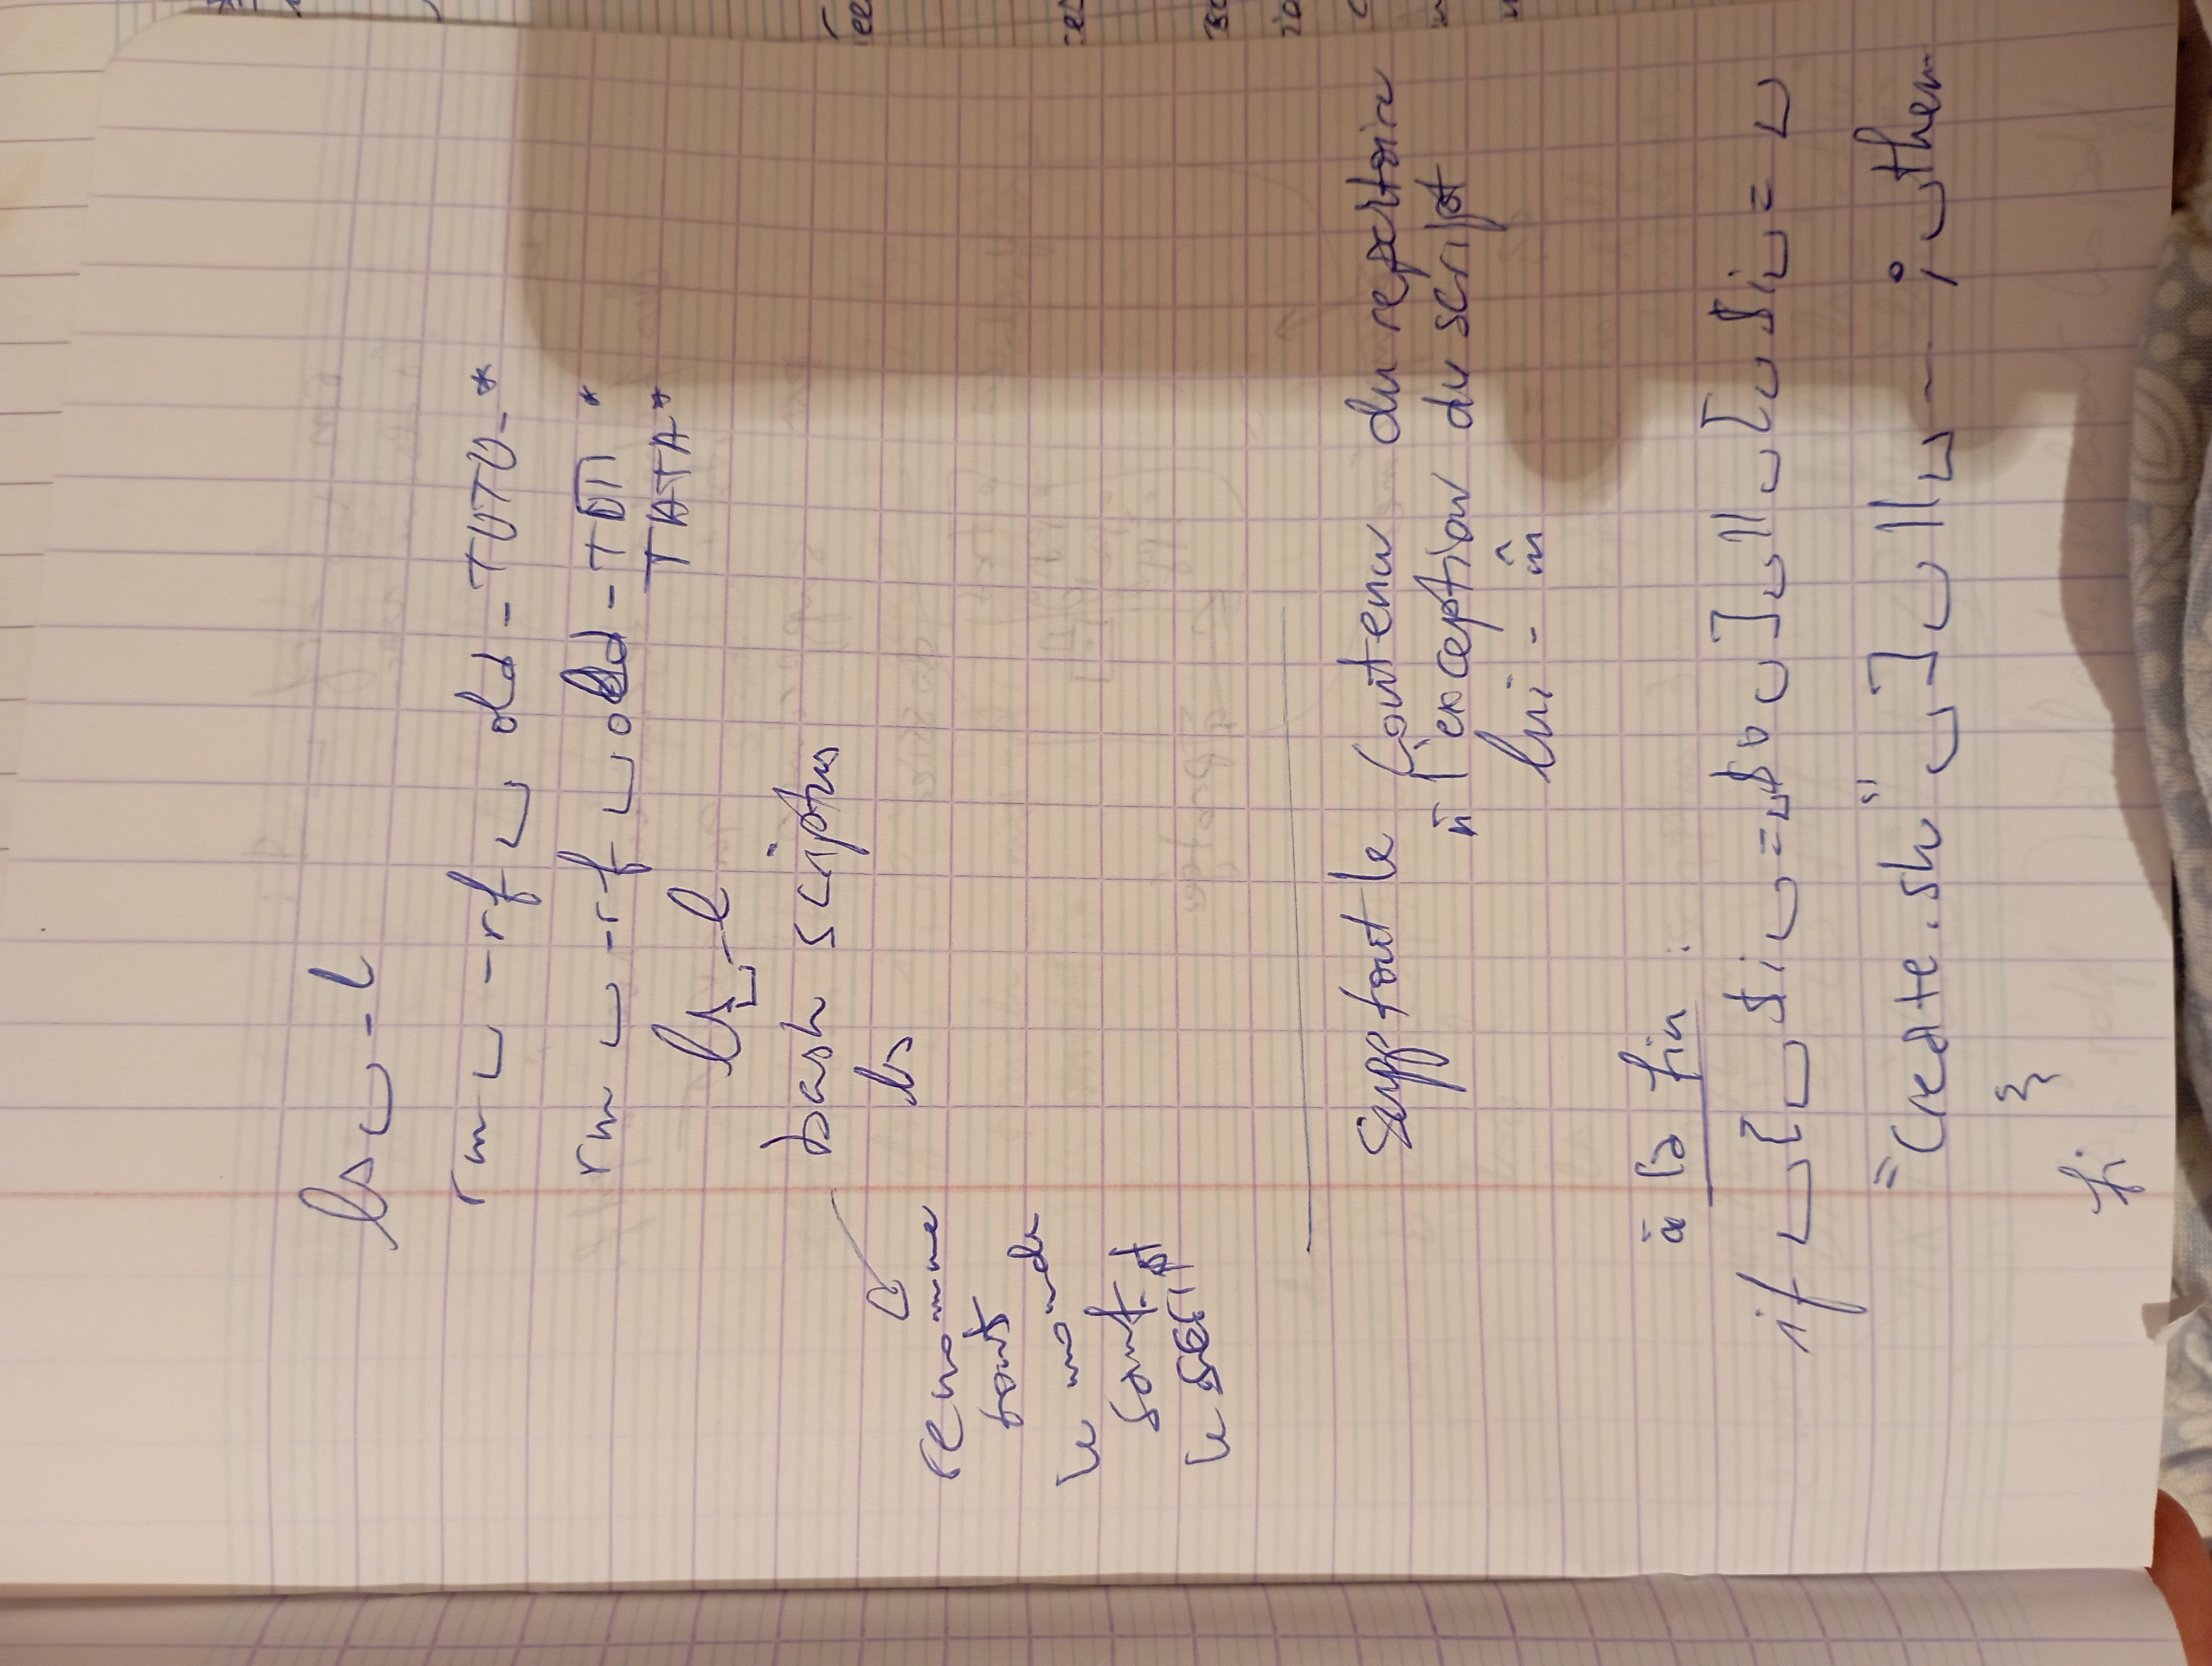 ls ␣ -l
rm ␣ -rf ␣ old-TUTU-*
rm ␣ -rf ␣ old-TOTI *
TATA*
ls ␣ -l
bash scriptus
ls
renomme
tout
le monde
sauf
le script
Supp tout le contenu du repertoire
à l'exception du script
lui-m̂
à la fin :
if ␣ [ ␣ $i ␣ = ␣ $0 ␣ ] ␣ || ␣ [ ␣ $i ␣ = ␣
"Create.sh" ␣ ] ␣ || ␣ -- ; ␣ then
fi